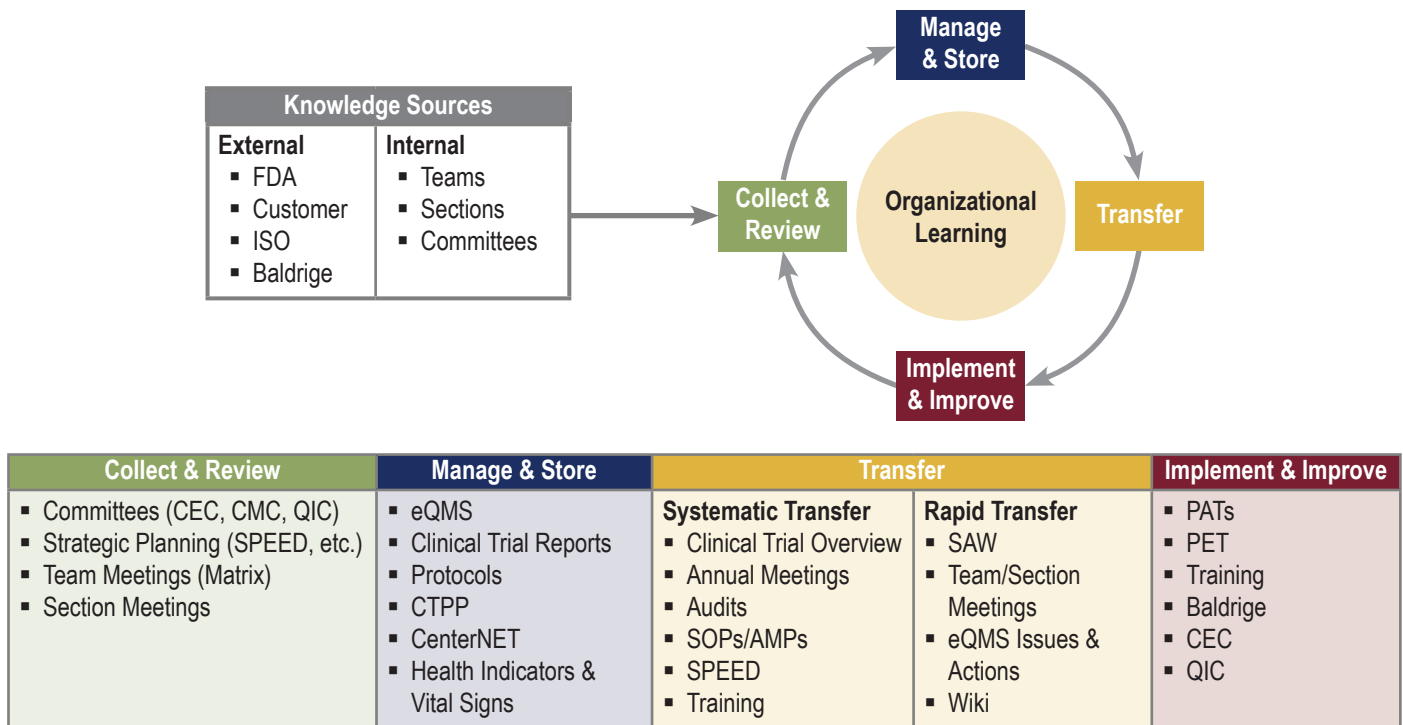 Manage
& Store
Knowledge Sources
External
▪ FDA
▪ Customer
▪ ISO
▪ Baldrige
Internal
▪ Teams
▪ Sections
▪ Committees
Collect &
Review
Organizational
Learning
Transfer
Implement
& Improve
Collect & Review
▪ Committees (CEC, CMC, QIC)
▪ Strategic Planning (SPEED, etc.)
▪ Team Meetings (Matrix)
▪ Section Meetings
Manage & Store
▪ eQMS
▪ Clinical Trial Reports
▪ Protocols
▪ CTPP
▪ CenterNET
▪ Health Indicators &
Vital Signs
Transfer
Systematic Transfer
▪ Clinical Trial Overview
▪ Annual Meetings
▪ Audits
▪ SOPs/AMPs
▪ SPEED
▪ Training
Rapid Transfer
▪ SAW
▪ Team/Section
Meetings
▪ eQMS Issues &
Actions
▪ Wiki
Implement & Improve
▪ PATs
▪ PET
▪ Training
▪ Baldrige
▪ CEC
▪ QIC